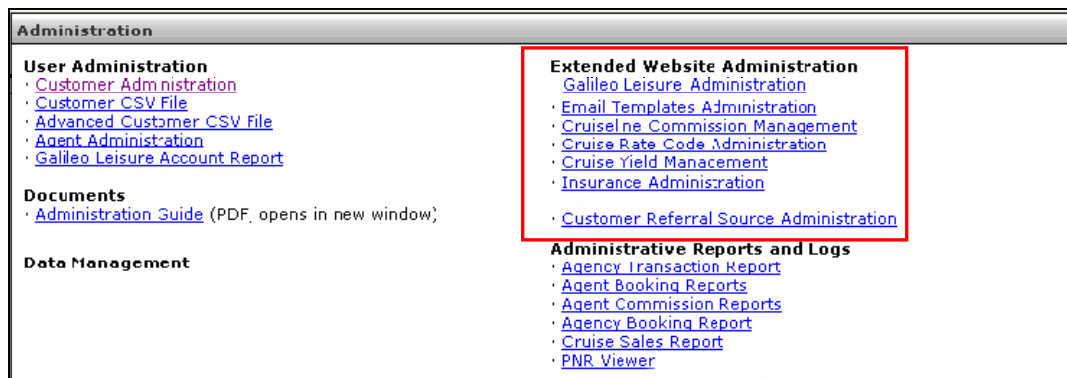 Administration
User Administration
· Customer Administration
· Customer CSV File
· Advanced Customer CSV File
· Agent Administration
· Galileo Leisure Account Report
Documents
· Administration Guide (PDF, opens in new window)
Data Management
Extended Website Administration
Galileo Leisure Administration
· Email Templates Administration
· Cruiseline Commission Management
· Cruise Rate Code Administration
· Cruise Yield Management
· Insurance Administration
· Customer Referral Source Administration
Administrative Reports and Logs
· Agency Transaction Report
· Agent Booking Reports
· Agent Commission Reports
· Agency Booking Report
· Cruise Sales Report
· PNR Viewer